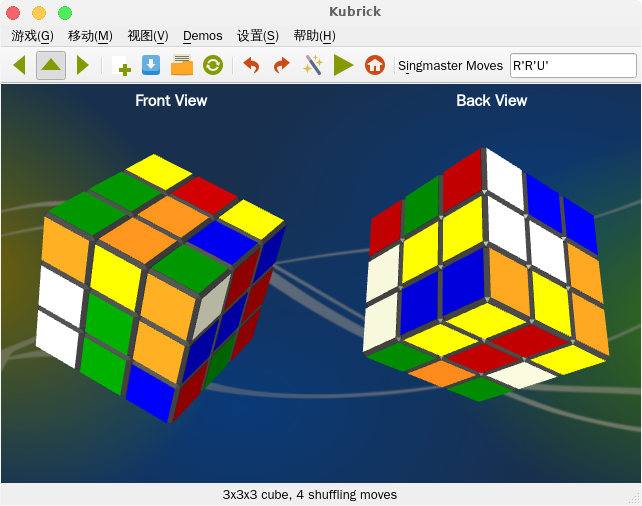 Kubrick
游戏(G) 移动(M) 视图(V) Demos 设置(S) 帮助(H)
Singmaster Moves R'R'U'
Front View Back View
3x3x3 cube, 4 shuffling moves